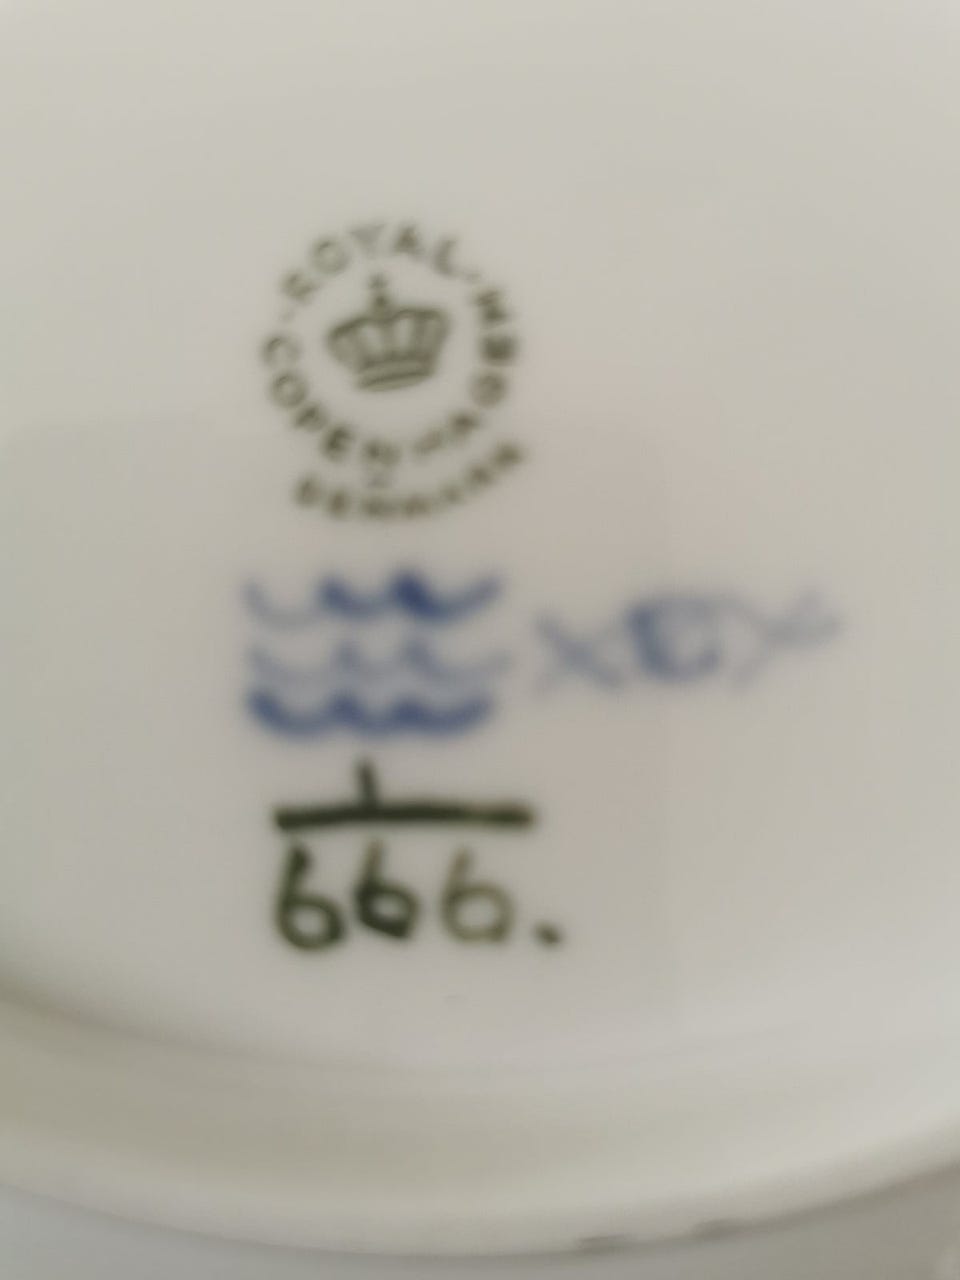 ROYAL
COPENHAGEN
DENMARK
1
666.